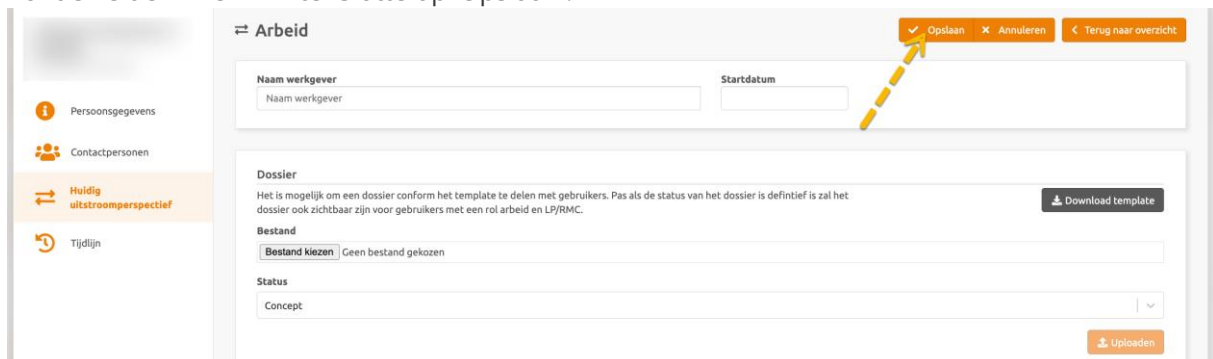 Arbeid
Opslaan
Annuleren
Terug naar overzicht
Naam werkgever
Startdatum
Naam werkgever
Persoonsgegevens
Contactpersonen
Huidig
uitstroomperspectief
Tijdlijn
Dossier
Het is mogelijk om een dossier conform het template te delen met gebruikers. Pas als de status van het dossier is defintief is zal het
dossier ook zichtbaar zijn voor gebruikers met een rol arbeid en LP/RMC.
Download template
Bestand
Bestand kiezen Geen bestand gekozen
Status
Concept
Uploaden